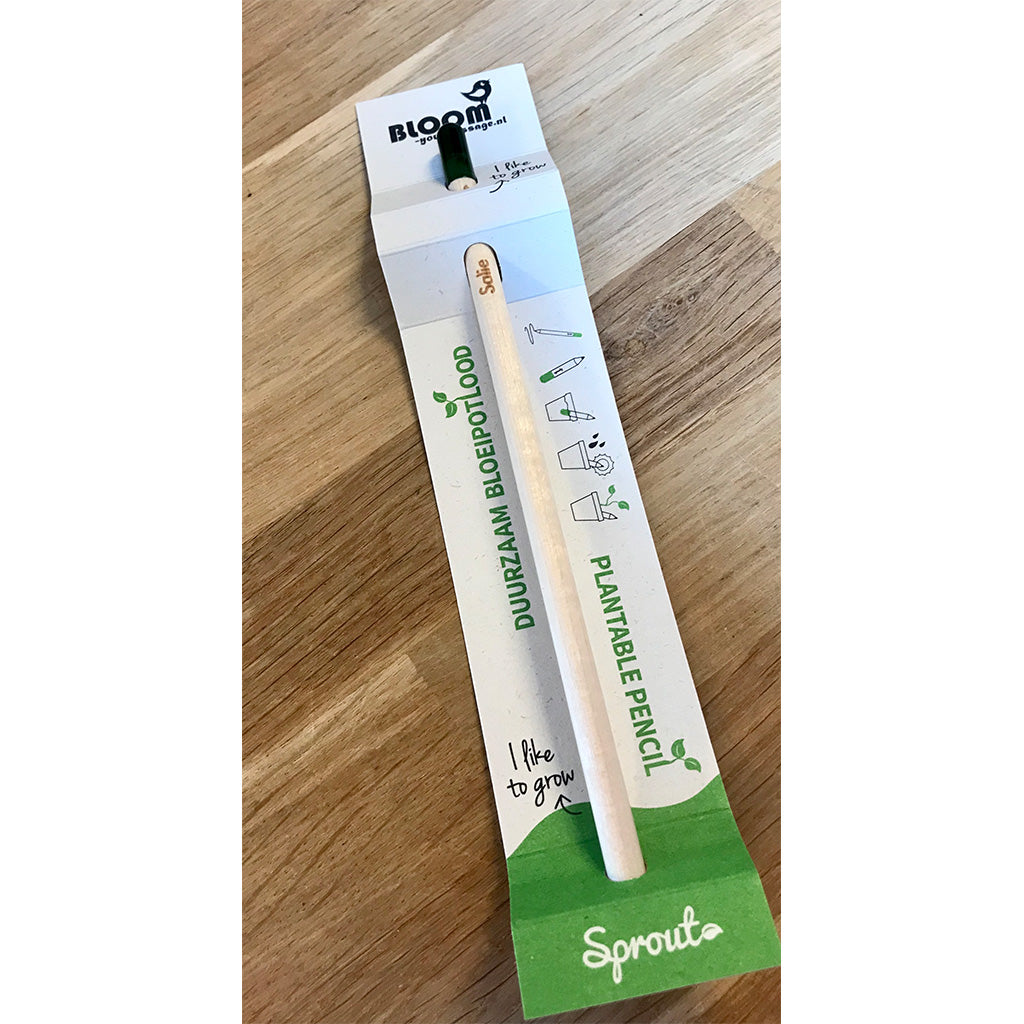 BLOOM
I like
to grow
Salie
DUURZAAM BLOEIPOTLOOD
PLANTABLE PENCIL
I like
to grow
Sprout